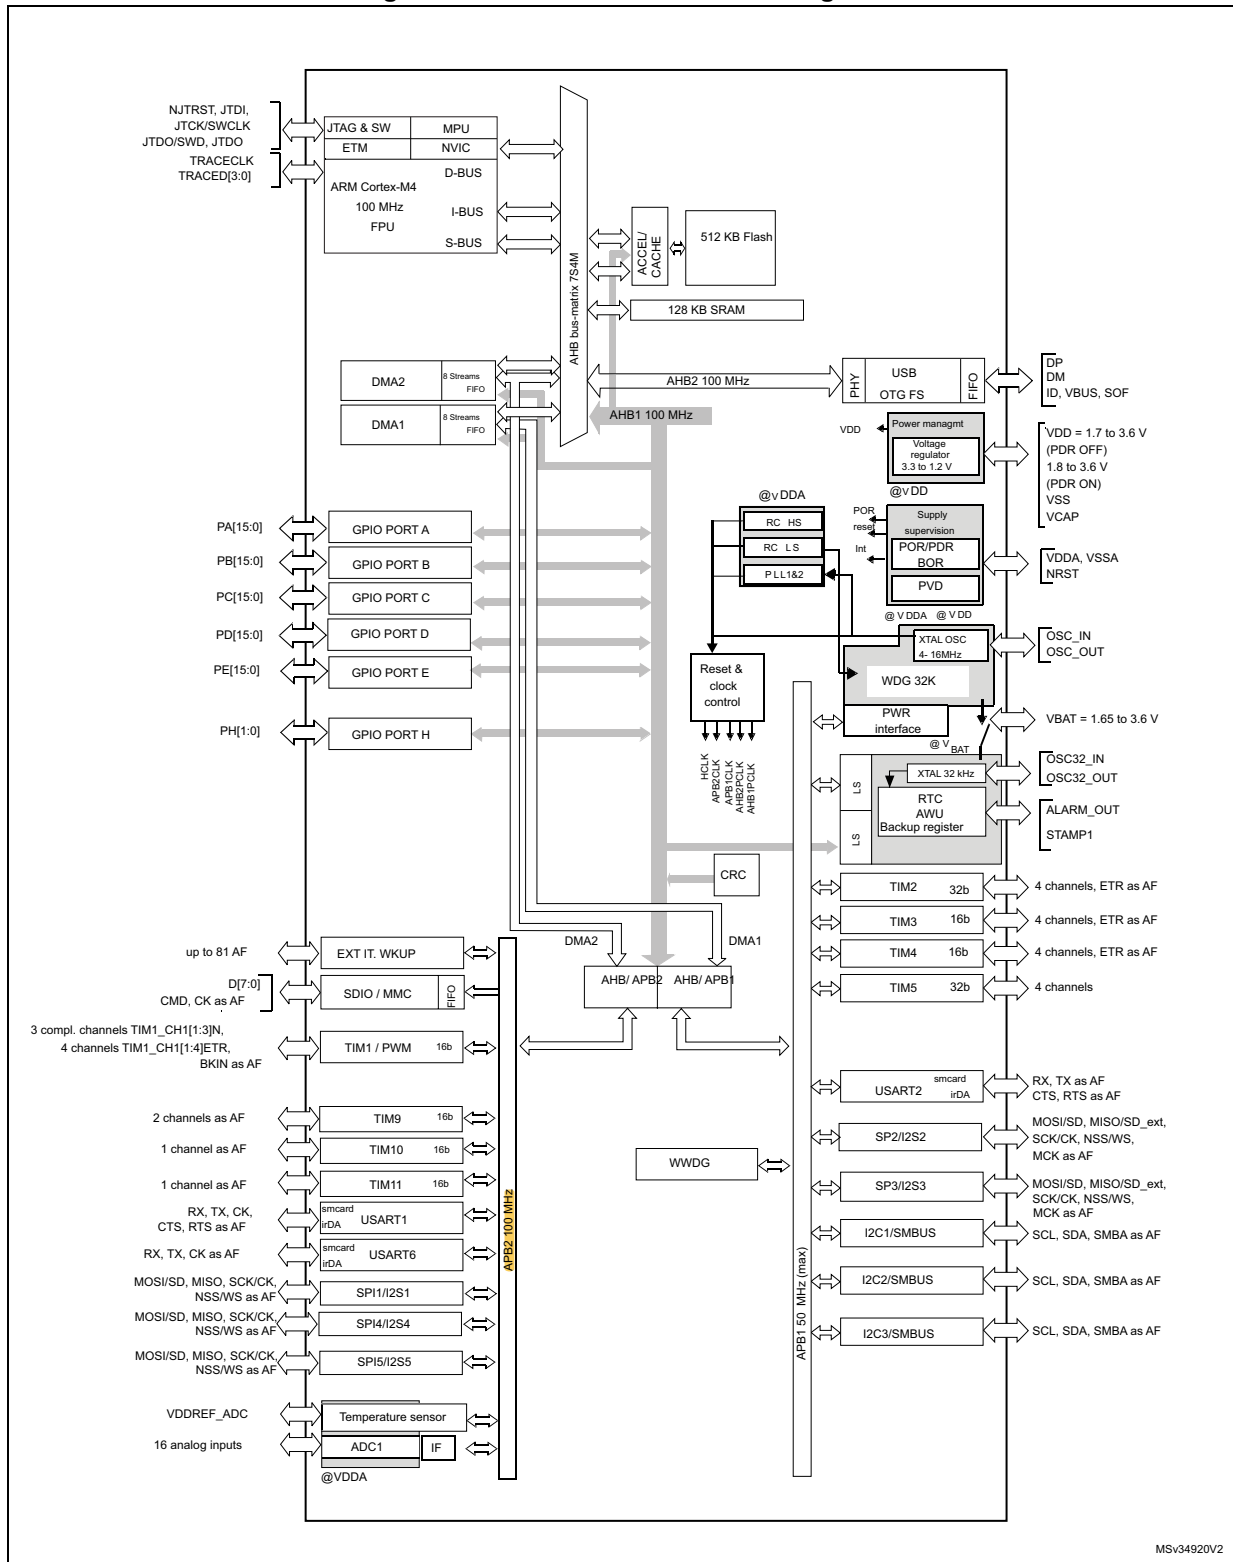 NJTRST, JTDI,
JTCK/SWCLK
JTDO/SWD, JTDO
TRACECLK
TRACED[3:0]
JTAG & SW
MPU
ETM
NVIC
D-BUS
ARM Cortex-M4
100 MHz
FPU
I-BUS
S-BUS
AHB bus-matrix 7S4M
ACCEL/
CACHE
512 KB Flash
128 KB SRAM
DMA2
8 Streams
FIFO
DMA1
8 Streams
FIFO
AHB2 100 MHz
AHB1 100 MHz
PHY
USB
OTG FS
FIFO
DP
DM
ID, VBUS, SOF
VDD
Power managmt
Voltage
regulator
3.3 to 1.2 V
@VDD
VDD = 1.7 to 3.6 V
(PDR OFF)
1.8 to 3.6 V
(PDR ON)
VSS
VCAP
@VDDA
RC HS
RC LS
PLL1&2
POR
reset
Int
Supply
supervision
POR/PDR
BOR
PVD
VDDA, VSSA
NRST
@VDDA @VDD
XTAL OSC
4- 16MHz
OSC_IN
OSC_OUT
WDG 32K
PWR
interface
VBAT = 1.65 to 3.6 V
@VBAT
Reset &
clock
control
HCLK
APB2CLK
APB1CLK
AHB2PCLK
AHB1PCLK
LS
LS
XTAL 32 kHz
RTC
AWU
Backup register
OSC32_IN
OSC32_OUT
ALARM_OUT
STAMP1
PA[15:0]
GPIO PORT A
PB[15:0]
GPIO PORT B
PC[15:0]
GPIO PORT C
PD[15:0]
GPIO PORT D
PE[15:0]
GPIO PORT E
PH[1:0]
GPIO PORT H
CRC
DMA2
DMA1
AHB/ APB2
AHB/ APB1
up to 81 AF
EXT IT. WKUP
D[7:0]
CMD, CK as AF
SDIO / MMC
FIFO
3 compl. channels TIM1_CH1[1:3]N,
4 channels TIM1_CH1[1:4]ETR,
BKIN as AF
TIM1 / PWM 16b
2 channels as AF
TIM9 16b
1 channel as AF
TIM10 16b
1 channel as AF
TIM11 16b
RX, TX, CK,
CTS, RTS as AF
smcard
irDA
USART1
RX, TX, CK as AF
smcard
irDA
USART6
MOSI/SD, MISO, SCK/CK,
NSS/WS as AF
SPI1/I2S1
MOSI/SD, MISO, SCK/CK,
NSS/WS as AF
SPI4/I2S4
MOSI/SD, MISO, SCK/CK,
NSS/WS as AF
SPI5/I2S5
VDDREF_ADC
Temperature sensor
16 analog inputs
ADC1
IF
@VDDA
APB2 100 MHz
WWDG
APB1 50 MHz (max)
TIM2 32b
4 channels, ETR as AF
TIM3 16b
4 channels, ETR as AF
TIM4 16b
4 channels, ETR as AF
TIM5 32b
4 channels
USART2
smcard
irDA
RX, TX as AF
CTS, RTS as AF
SP2/I2S2
MOSI/SD, MISO/SD_ext,
SCK/CK, NSS/WS,
MCK as AF
SP3/I2S3
MOSI/SD, MISO/SD_ext,
SCK/CK, NSS/WS,
MCK as AF
I2C1/SMBUS
SCL, SDA, SMBA as AF
I2C2/SMBUS
SCL, SDA, SMBA as AF
I2C3/SMBUS
SCL, SDA, SMBA as AF
MSv34920V2